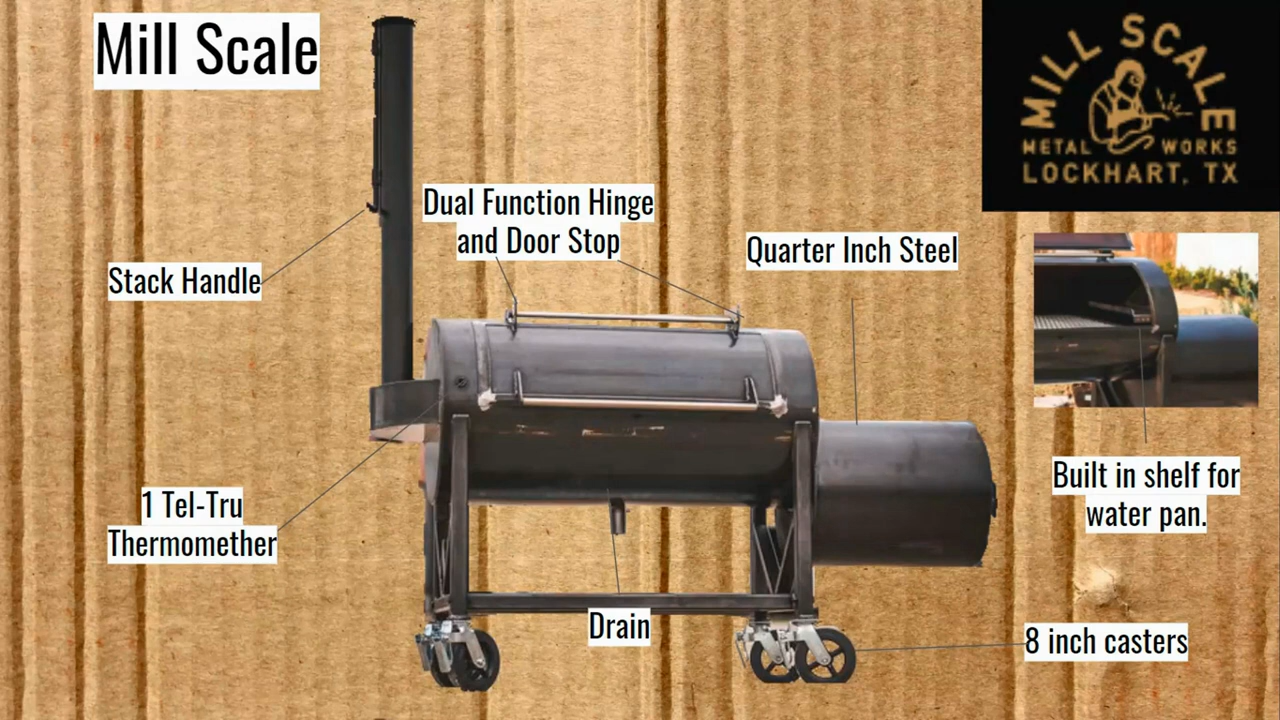 Mill Scale
MILL SCALE
METAL WORKS
LOCKHART, TX
Dual Function Hinge
and Door Stop
Quarter Inch Steel
Stack Handle
Built in shelf for
water pan.
1 Tel-Tru
Thermomether
Drain
8 inch casters